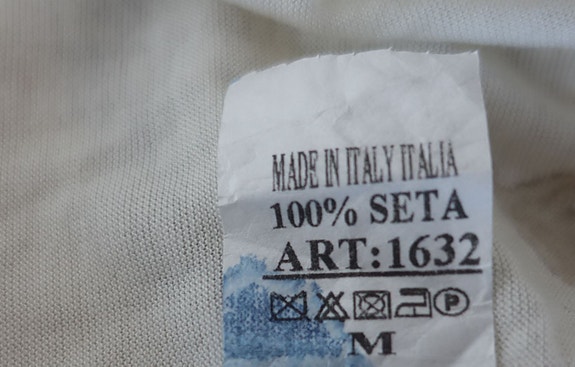 MADE IN ITALY ITALIA
100% SETA
ART:1632
P
M